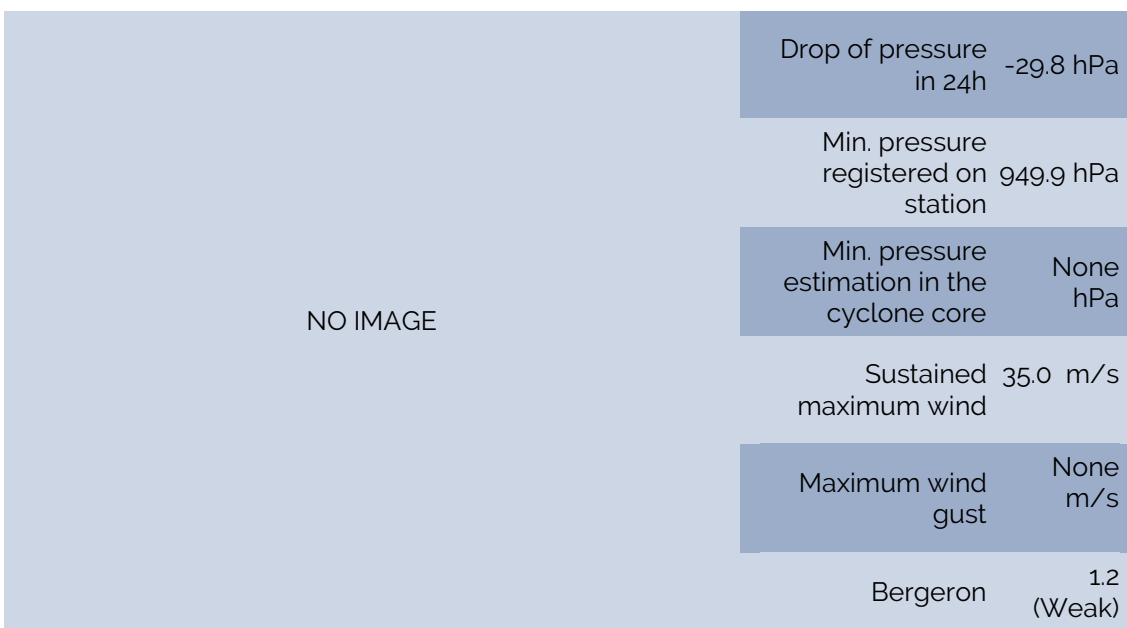 NO IMAGE
Drop of pressure
in 24h
-29.8 hPa
Min. pressure
registered on
station
949.9 hPa
Min. pressure
estimation in the
cyclone core
None
hPa
Sustained
maximum wind
35.0 m/s
Maximum wind
gust
None
m/s
Bergeron
1.2
(Weak)